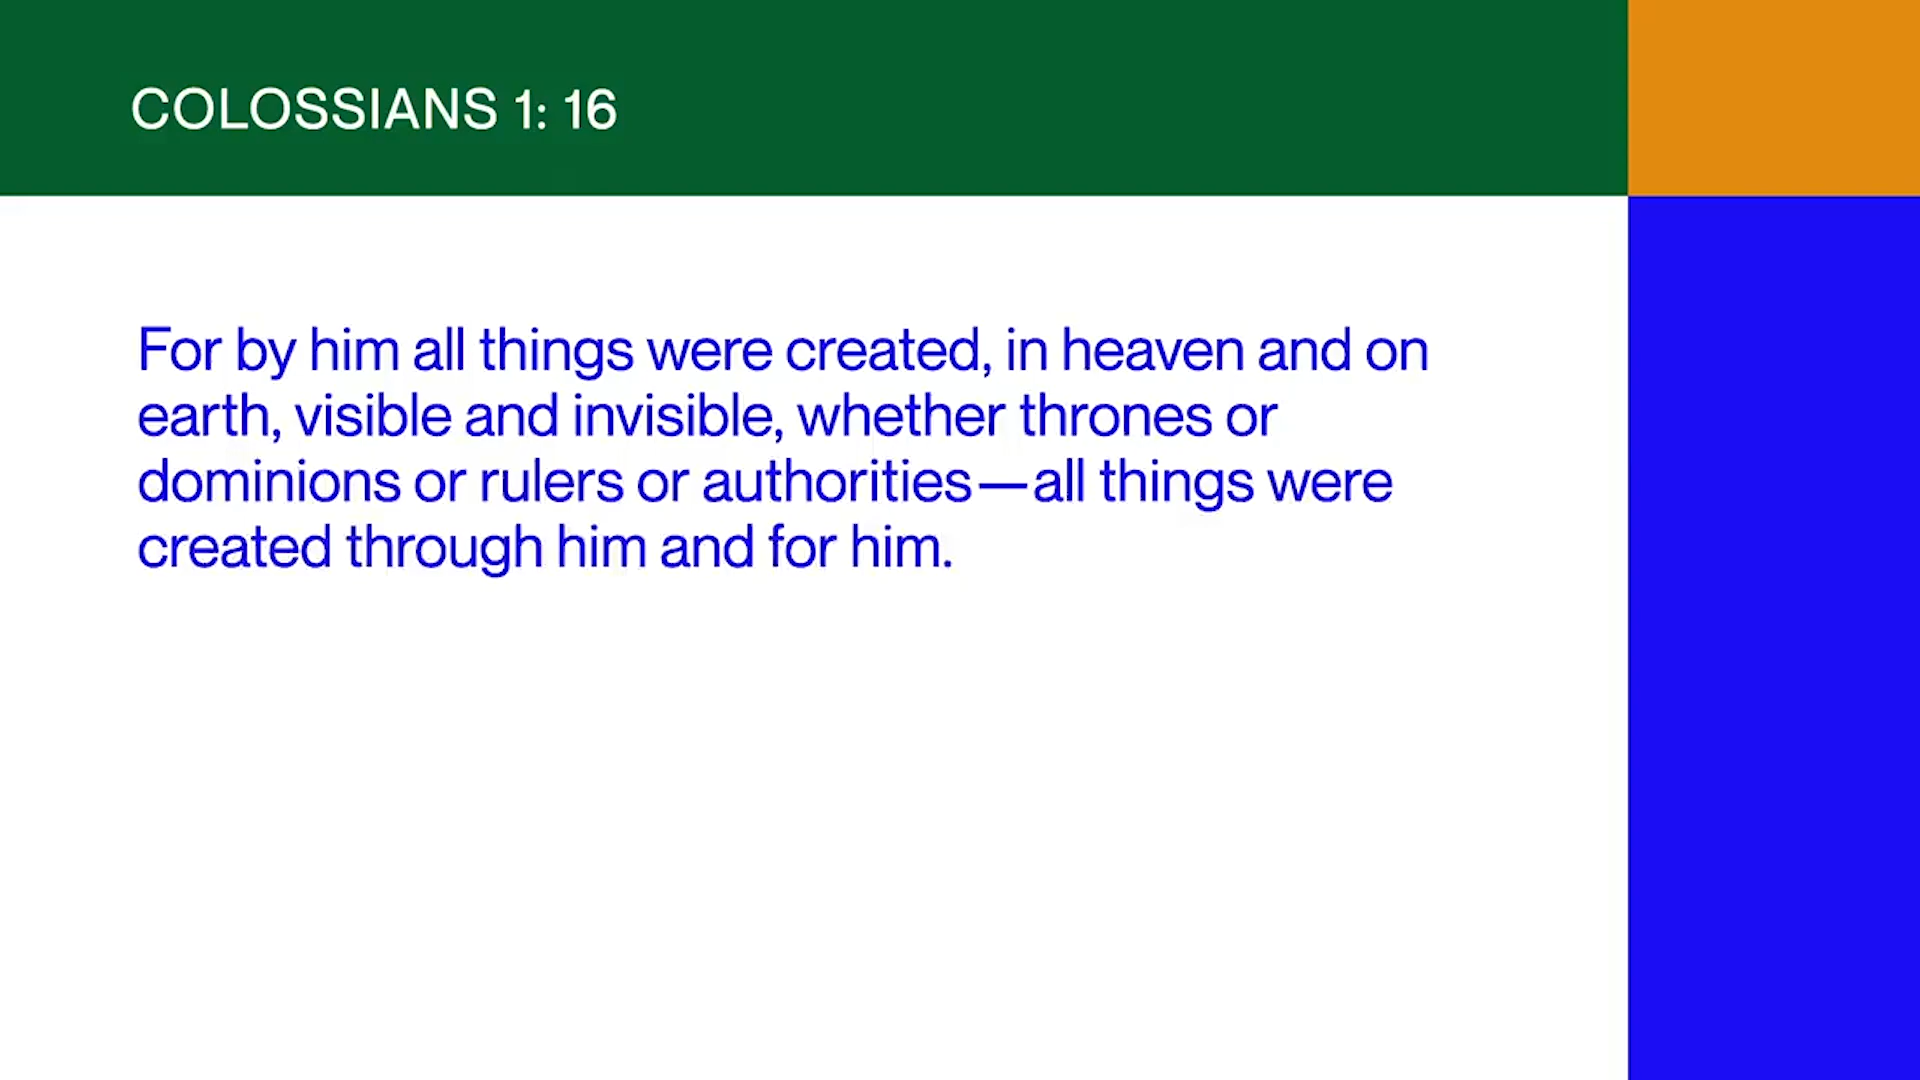 COLOSSIANS 1: 16
For by him all things were created, in heaven and on
earth, visible and invisible, whether thrones or
dominions or rulers or authorities—all things were
created through him and for him.